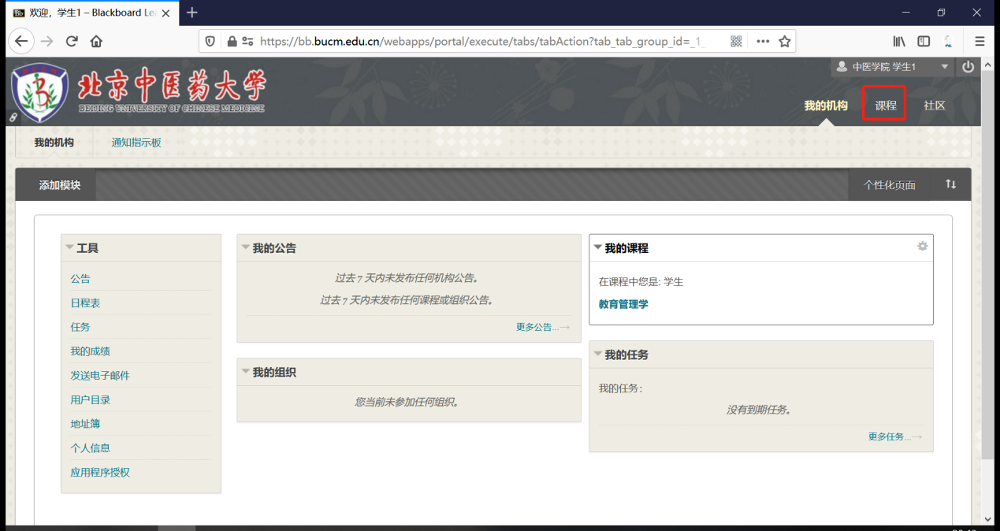 欢迎，学生1 – Blackboard Lea
https://bb.bucm.edu.cn/webapps/portal/execute/tabs/tabAction?tab_tab_group_id=_1_
北京中医药大学
BEIJING UNIVERSITY OF CHINESE MEDICINE
中医学院 学生1
我的机构 课程 社区
我的机构 通知指示板
添加模块 个性化页面
工具
公告
日程表
任务
我的成绩
发送电子邮件
用户目录
地址簿
个人信息
应用程序授权
我的公告
过去 7 天内未发布任何机构公告。
过去 7 天内未发布任何课程或组织公告。
更多公告...→
我的组织
您当前未参加任何组织。
我的课程
在课程中您是: 学生
教育管理学
我的任务
我的任务:
没有到期任务。
更多任务...→